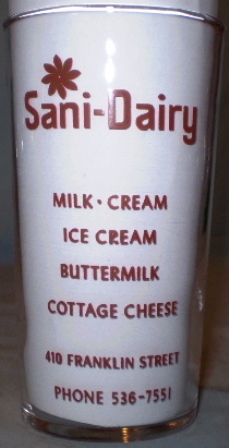 Sani-Dairy
MILK · CREAM
ICE CREAM
BUTTERMILK
COTTAGE CHEESE
410 FRANKLIN STREET
PHONE 536-7551